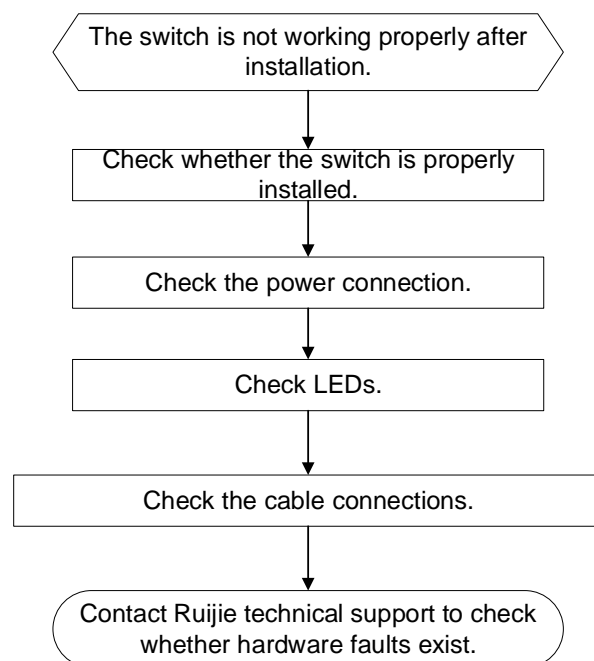 The switch is not working properly after
installation.
Check whether the switch is properly
installed.
Check the power connection.
Check LEDs.
Check the cable connections.
Contact Ruijie technical support to check
whether hardware faults exist.